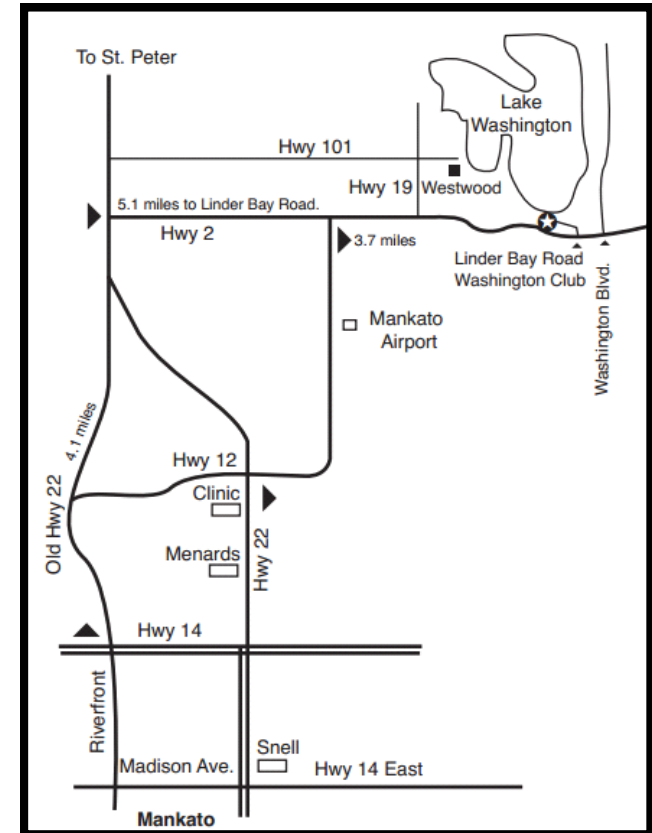 To St. Peter
Lake
Washington
Hwy 101
Hwy 19
Westwood
5.1 miles to Linder Bay Road.
Hwy 2
3.7 miles
Linder Bay Road
Washington Club
Washington Blvd.
Mankato
Airport
4.1 miles
Hwy 12
Clinic
Old Hwy 22
Menards
Hwy 22
Hwy 14
Riverfront
Snell
Madison Ave.
Hwy 14 East
Mankato